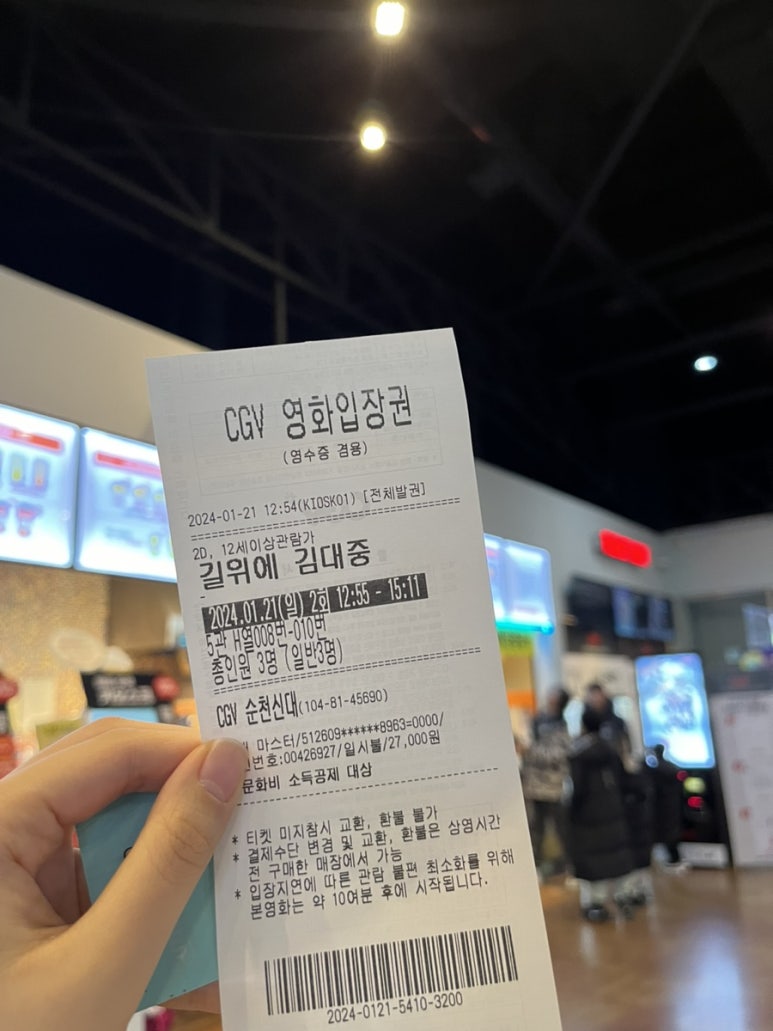 CGV 영화입장권
(영수증 겸용)
2024-01-21 12:54(KIOSK01) [전체발권]
2D, 12세이상관람가
길위에 김대중
-
2024.01.21(일) 2회 12:55 - 15:11
5관 H열008번-010번
총인원 3명 (일반3명)
CGV 순천신대(104-81-45690)
마스터/512609******8963=0000/
번호:00426927/일시불/27,000원
문화비 소득공제 대상
* 티켓 미지참시 교환, 환불 불가
* 결제수단 변경 및 교환, 환불은 상영시간
전 구매한 매장에서 가능
* 입장지연에 따른 관람 불편 최소화를 위해
본영화는 약 10여분 후에 시작됩니다.
2024-0121-5410-3200